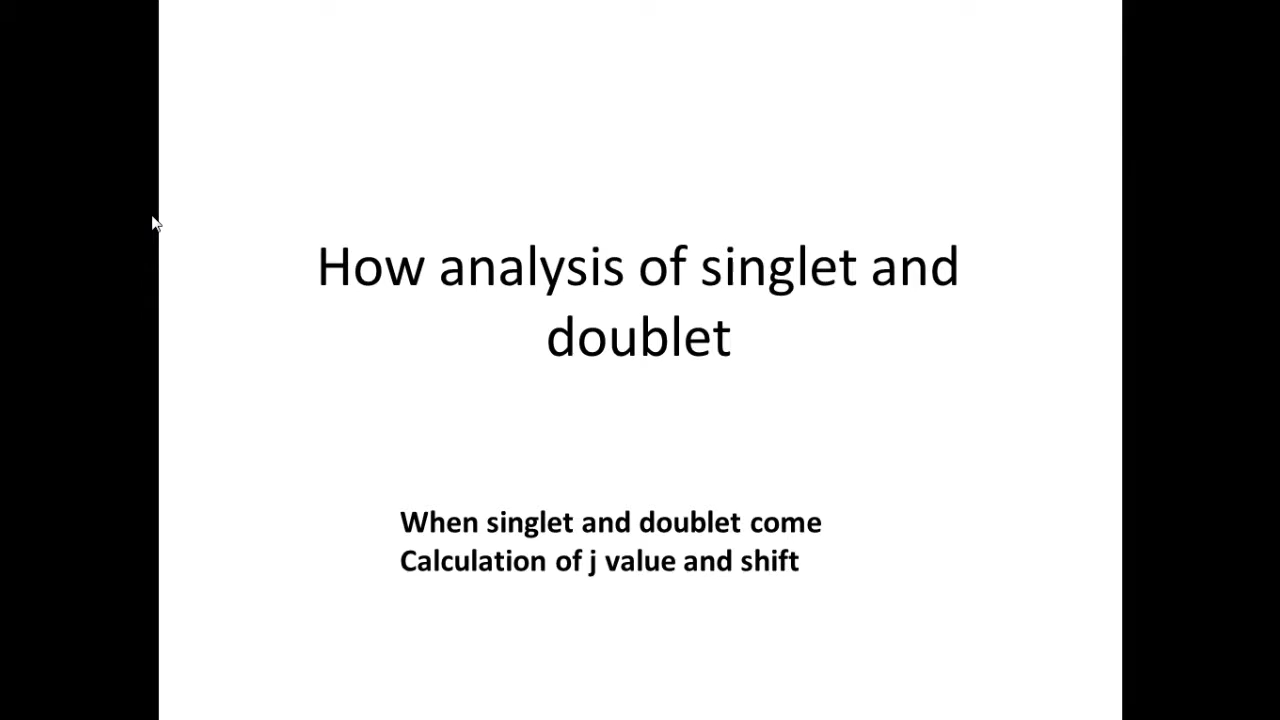 How analysis of singlet and
doublet
When singlet and doublet come
Calculation of j value and shift